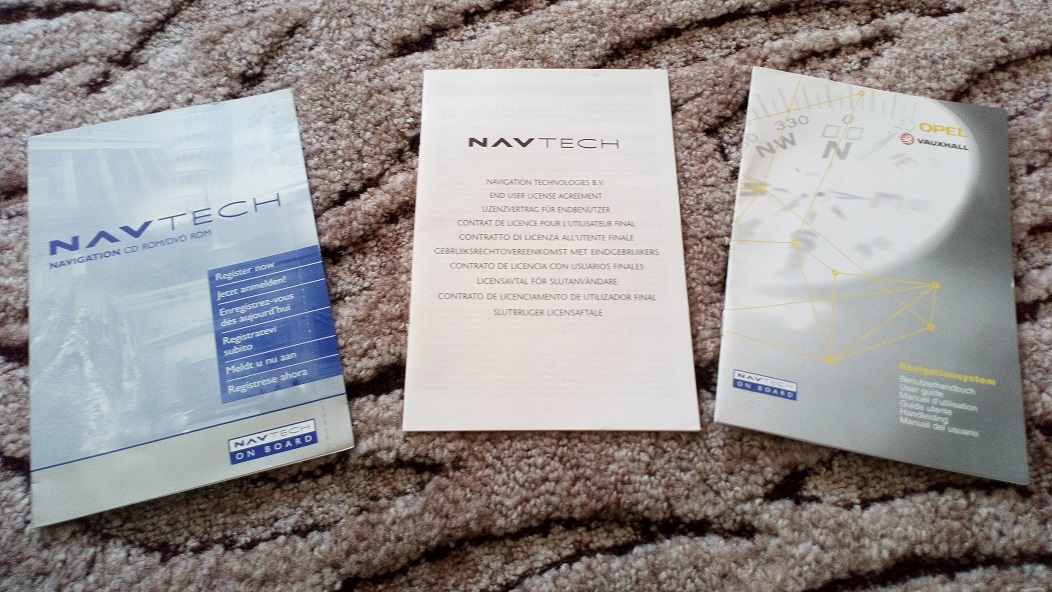 NAVTECH
NAVIGATION CD ROM/DVD ROM
Register now
Jetzt anmelden!
Enregistrez-vous
dès aujourd'hui
Registratevi
subito
Meldt u nu aan
Regístrese ahora
NAVTECH
ON BOARD
NAVTECH
NAVIGATION TECHNOLOGIES B.V.
END USER LICENSE AGREEMENT
LIZENZVERTRAG FÜR ENDBENUTZER
CONTRAT DE LICENCE POUR L'UTILISATEUR FINAL
CONTRATTO DI LICENZA ALL'UTENTE FINALE
GEBRUIKSRECHTOVEREENKOMST MET EINDGEBRUIKERS
CONTRATO DE LICENCIA CON USUARIOS FINALES
LICENSAVTAL FÖR SLUTANVÄNDARE
CONTRATO DE LICENCIAMENTO DE UTILIZADOR FINAL
SLUTBRUGER LICENSAFTALE
330
0
NW
N
OPEL
VAUXHALL
S
Navigationsystem
Benutzerhandbuch
User guide
Manuel d'utilisation
Guida utente
Handleiding
Manual del usuario
NAVTECH
ON BOARD